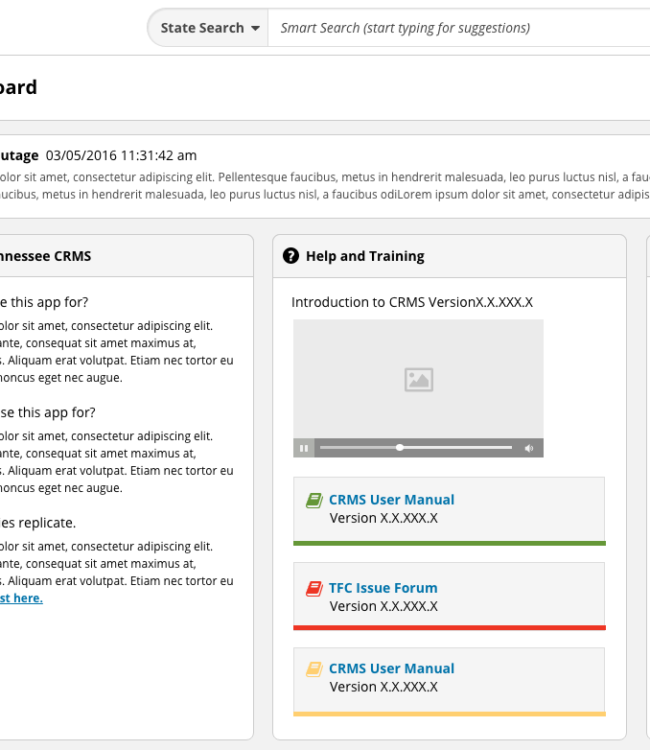 State Search
Smart Search (start typing for suggestions)
oard
utage 03/05/2016 11:31:42 am
olor sit amet, consectetur adipiscing elit. Pellentesque faucibus, metus in hendrerit malesuada, leo purus luctus nisl, a fau
ucibus, metus in hendrerit malesuada, leo purus luctus nisl, a faucibus odiLorem ipsum dolor sit amet, consectetur adipis
nnessee CRMS
e this app for?
olor sit amet, consectetur adipiscing elit.
ante, consequat sit amet maximus at,
s. Aliquam erat volutpat. Etiam nec tortor eu
honcus eget nec augue.
se this app for?
olor sit amet, consectetur adipiscing elit.
ante, consequat sit amet maximus at,
s. Aliquam erat volutpat. Etiam nec tortor eu
honcus eget nec augue.
es replicate.
olor sit amet, consectetur adipiscing elit.
ante, consequat sit amet maximus at,
s. Aliquam erat volutpat. Etiam nec tortor eu
st here.
Help and Training
Introduction to CRMS VersionX.X.XXX.X
CRMS User Manual
Version X.X.XXX.X
TFC Issue Forum
Version X.X.XXX.X
CRMS User Manual
Version X.X.XXX.X